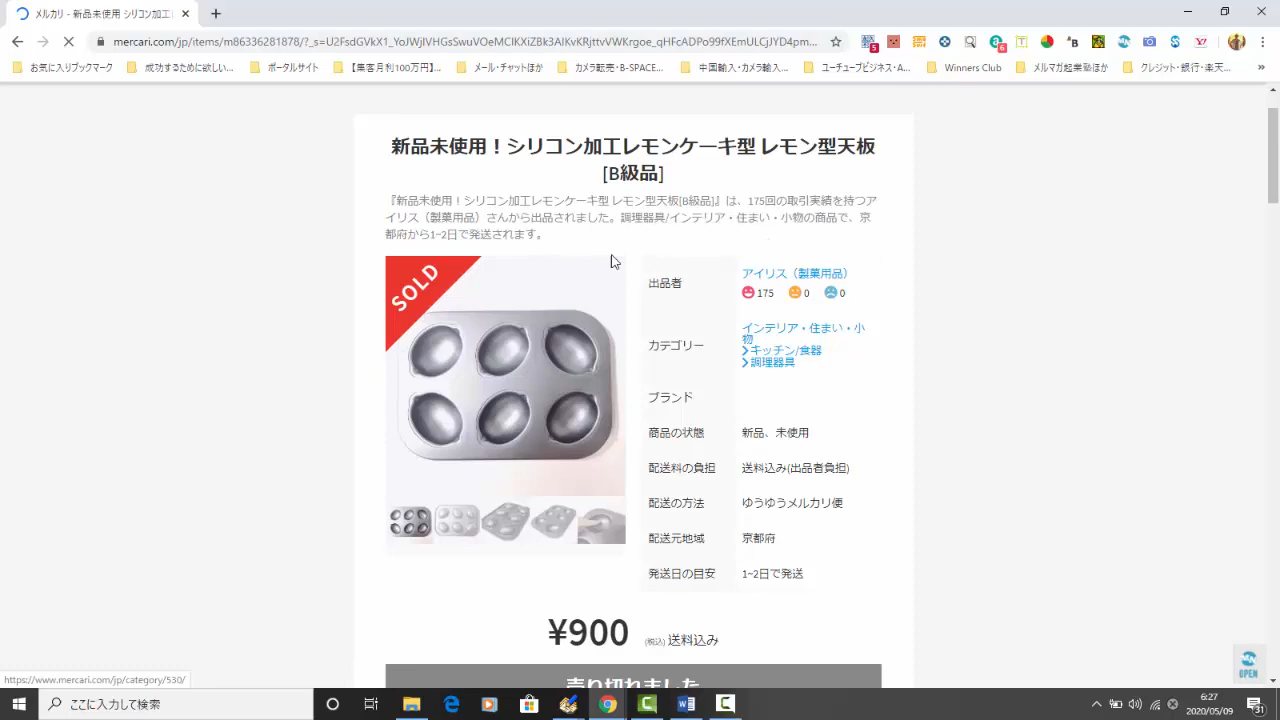 メルカリ - 新品未使用 シリコン加工
mercari.com/jp/items/m86336281878/?_s=U2FsdGVkX1
お気に入りブックマーク
成功するために欲しい...
ポータルサイト
【黒客月利100万円】...
メール・チャットほか
カメラ転売・B-SPACE...
中国輸入・カメラ輸入...
ユーチューブビジネス・A...
Winners Club
メルマガ起業塾ほか
クレジット・銀行・楽天...
»
新品未使用！シリコン加工レモンケーキ型 レモン型天板
[B級品]
『新品未使用！シリコン加工レモンケーキ型 レモン型天板[B級品]』は、175回の取引実績を持つア
イリス（製菓用品）さんから出品されました。調理器具/インテリア・住まい・小物の商品で、京
都府から1~2日で発送されます。
SOLD
出品者
アイリス（製菓用品）
175 0 0
カテゴリー
インテリア・住まい・小
物
キッチン/食器
調理器具
ブランド
商品の状態 新品、未使用
配送料の負担 送料込み(出品者負担)
配送の方法 ゆうゆうメルカリ便
配送元地域 京都府
発送日の目安 1~2日で発送
¥900 (税込) 送料込み
売り切れました
OPEN
https://www.mercari.com/jp/category/530/
ここに入力して検索
6:27
2020/05/09
31